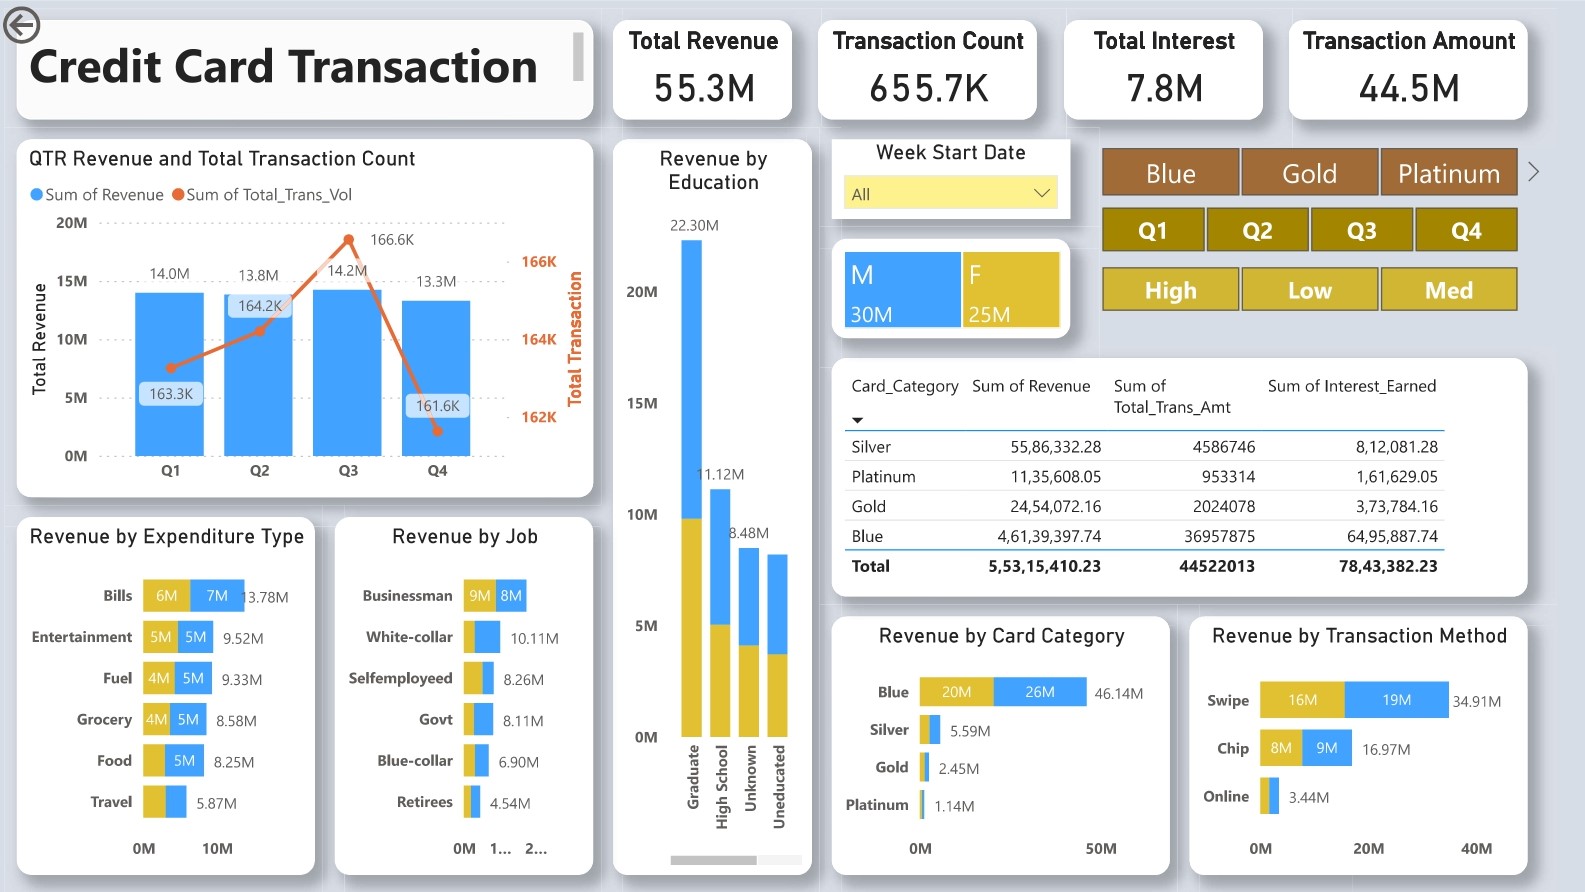 Credit Card Transaction
Total Revenue
55.3M
Transaction Count
655.7K
Total Interest
7.8M
Transaction Amount
44.5M
QTR Revenue and Total Transaction Count
Sum of Revenue Sum of Total_Trans_Vol
Total Revenue
20M
15M
10M
5M
0M
14.0M
13.8M
14.2M
13.3M
163.3K
164.2K
166.6K
161.6K
166K
164K
162K
Total Transaction
Q1 Q2 Q3 Q4
Revenue by
Education
22.30M
11.12M
8.48M
20M
15M
10M
5M
0M
Graduate
High School
Unknown
Uneducated
Week Start Date
All
M
30M
F
25M
Blue Gold Platinum
Q1 Q2 Q3 Q4
High Low Med
Card_Category Sum of Revenue Sum of Total_Trans_Amt Sum of Interest_Earned
Silver 55,86,332.28 4586746 8,12,081.28
Platinum 11,35,608.05 953314 1,61,629.05
Gold 24,54,072.16 2024078 3,73,784.16
Blue 4,61,39,397.74 36957875 64,95,887.74
Total 5,53,15,410.23 44522013 78,43,382.23
Revenue by Expenditure Type
Bills 6M 7M 13.78M
Entertainment 5M 5M 9.52M
Fuel 4M 5M 9.33M
Grocery 4M 5M 8.58M
Food 5M 8.25M
Travel 5.87M
0M 10M
Revenue by Job
Businessman 9M 8M
White-collar 10.11M
Selfemployeed 8.26M
Govt 8.11M
Blue-collar 6.90M
Retirees 4.54M
0M 1... 2...
Revenue by Card Category
Blue 20M 26M 46.14M
Silver 5.59M
Gold 2.45M
Platinum 1.14M
0M 50M
Revenue by Transaction Method
Swipe 16M 19M 34.91M
Chip 8M 9M 16.97M
Online 3.44M
0M 20M 40M